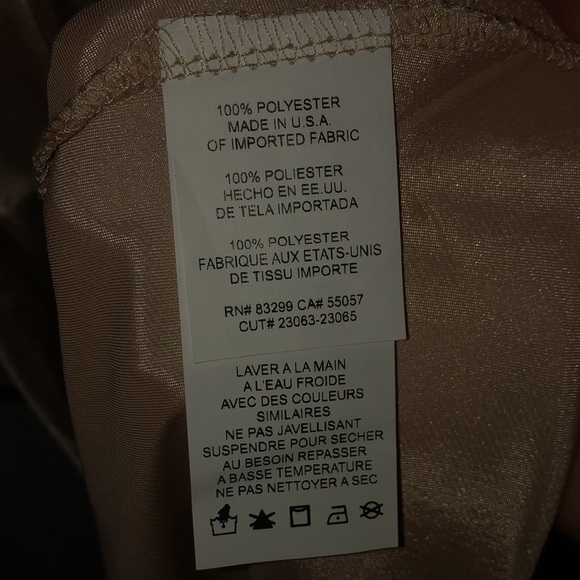 100% POLYESTER
MADE IN U.S.A.
OF IMPORTED FABRIC
100% POLIESTER
HECHO EN EE.UU.
DE TELA IMPORTADA
100% POLYESTER
FABRIQUE AUX ETATS-UNIS
DE TISSU IMPORTE
RN# 83299 CA# 55057
CUT# 23063-23065
LAVER A LA MAIN
A L'EAU FROIDE
AVEC DES COULEURS
SIMILAIRES
NE PAS JAVELLISANT
SUSPENDRE POUR SECHER
AU BESOIN REPASSER
A BASSE TEMPERATURE
NE PAS NETTOYER A SEC